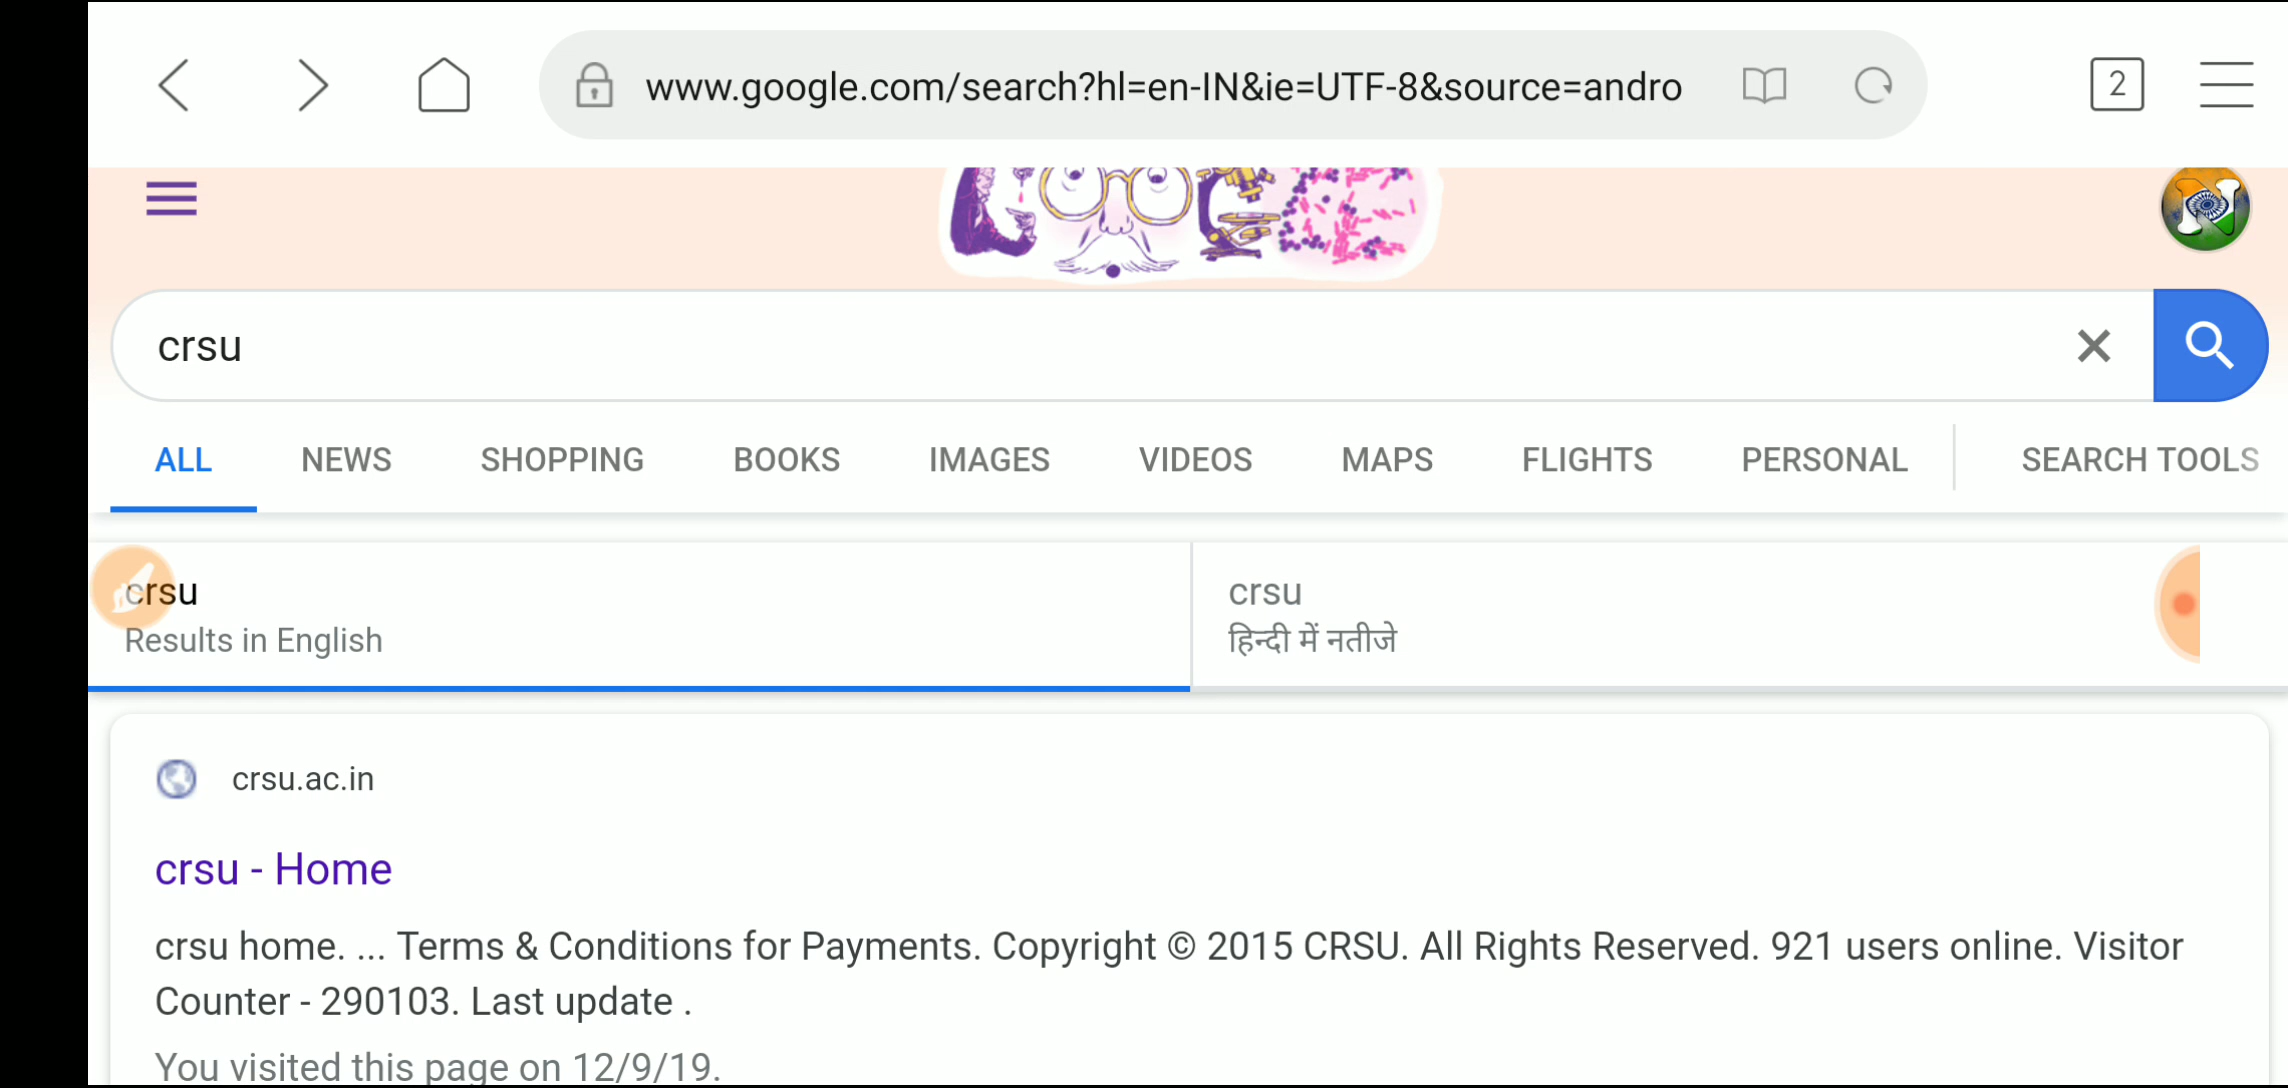 www.google.com/search?hl=en-IN&ie=UTF-8&source=andro
2
crsu
ALL NEWS SHOPPING BOOKS IMAGES VIDEOS MAPS FLIGHTS PERSONAL SEARCH TOOLS
crsu
Results in English
crsu
हिन्दी में नतीजे
crsu.ac.in
crsu - Home
crsu home. ... Terms & Conditions for Payments. Copyright © 2015 CRSU. All Rights Reserved. 921 users online. Visitor
Counter - 290103. Last update .
You visited this page on 12/9/19.